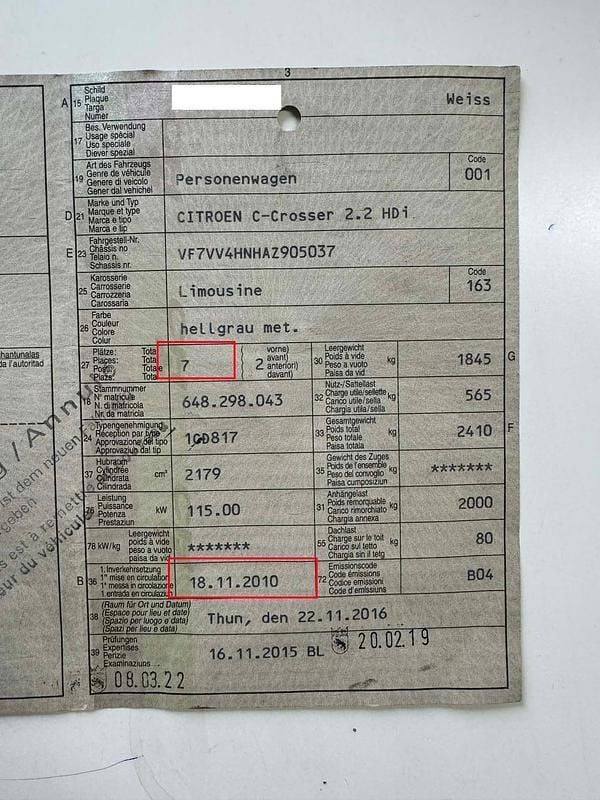 3
A 15 Schild
Plaque
Targa
Numer
Weiss
17 Bes. Verwendung
Usage spécial
Uso speciale
Diever spezial
19 Art des Fahrzeugs
Genre de véhicule
Genere di veicolo
Gener dal vehichel
Personenwagen
Code
001
D 21 Marke und Typ
Marque et type
Marca e tipo
Marca e tip
CITROEN C-Crosser 2.2 HDi
E 23 Fahrgestell-Nr.
Châssis no
Telaio n.
Schassis nr.
VF7VV4HNHAZ905037
25 Karosserie
Carrosserie
Carrozzeria
Carossaria
Limousine
Code
163
26 Farbe
Couleur
Colore
Colur
hellgrau met.
27 Plätze: Total
Places: Total
Posti: Totale
Plazs: Total
7
2 vorne)
avant)
anteriori)
davant)
30 Leergewicht
Poids à vide
Peso a vuoto
Paisa da vid
kg
1845
G
18 Stammnummer
N° matricule
N. di matricola
Nr. da matricla
648.298.043
32 Nutz-/Sattellast
Charge utile/sellette
Carico utile/sella
Chargia utila/sella
kg
565
24 Typengenehmigung
Réception par type
Approvazione del tipo
Approvaziun dal tip
1CD817
33 Gesamtgewicht
Poids total
Peso totale
Paisa totala
kg
2410
F
37 Hubraum
Cylindrée
Cilindrata
Cilindrada
cm³
2179
35 Gewicht des Zuges
Poids de l'ensemble
Peso del convoglio
Paisa cumposiziun
kg
*******
76 Leistung
Puissance
Potenza
Prestaziun
kW
115.00
31 Anhängelast
Poids remorquable
Carico rimorchiato
Chargia annexa
kg
2000
78 kW/kg Leergewicht
poids à vide
peso a vuoto
paisa da vid
*******
55 Dachlast
Charge sur le toit
Carico sul tetto
Chargia sin il tetg
kg
80
B 36 1. Inverkehrsetzung
1re mise en circulation
1a messa in circolazione
1. entrada en circulaziun
18.11.2010
72 Emissionscode
Code émissions
Codice emissioni
Code d'emissiuns
B04
38 (Raum für Ort und Datum)
(Espace pour lieu et date)
(Spazio per luogo e data)
(Spazi per lieu e data)
Thun, den 22.11.2016
39 Prüfungen
Expertises
Perizie
Examinaziuns
16.11.2015 BL
20.02.19
08.03.22